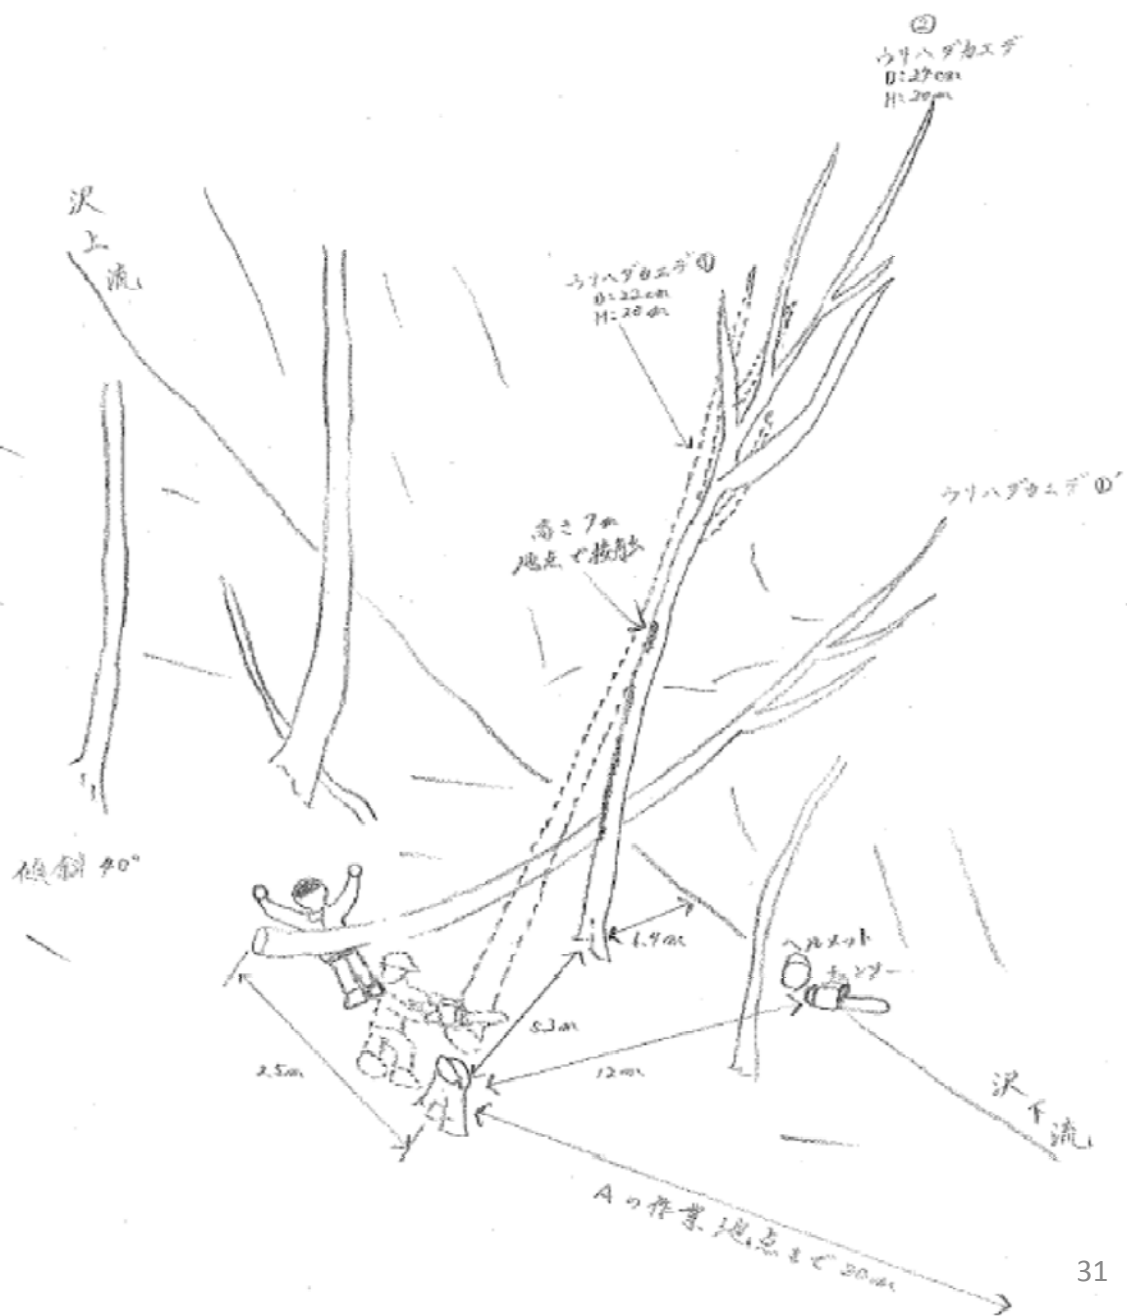 ②
ウリハダカエデ
D:27cm
H:20m
沢上流
ウリハダカエデ①
D:22cm
H:20m
高さ7m
地点で接触
ウリハダカエデ①'
傾斜40°
1.4m
ヘルメット
チェンソー
5.3m
2.5m
12m
沢下流
Aの作業地点まで20m
31